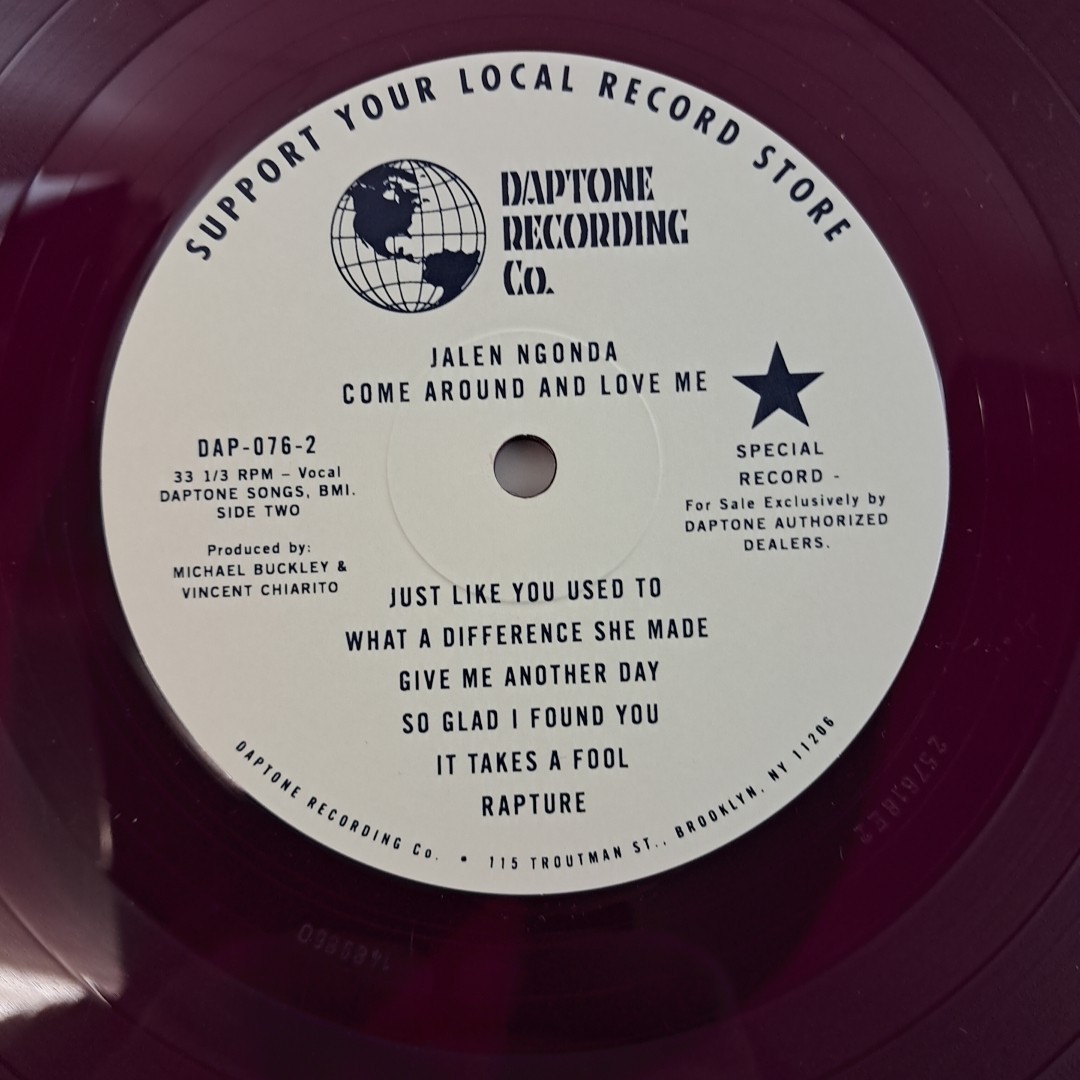 SUPPORT YOUR LOCAL RECORD STORE
DAPTONE
RECORDING
Co.
JALEN NGONDA
COME AROUND AND LOVE ME
DAP-076-2
33 1/3 RPM – Vocal
DAPTONE SONGS, BMI.
SIDE TWO
Produced by:
MICHAEL BUCKLEY &
VINCENT CHIARITO
SPECIAL
RECORD -
For Sale Exclusively by
DAPTONE AUTHORIZED
DEALERS.
JUST LIKE YOU USED TO
WHAT A DIFFERENCE SHE MADE
GIVE ME ANOTHER DAY
SO GLAD I FOUND YOU
IT TAKES A FOOL
RAPTURE
DAPTONE RECORDING Co. • 115 TROUTMAN ST., BROOKLYN, NY 11206